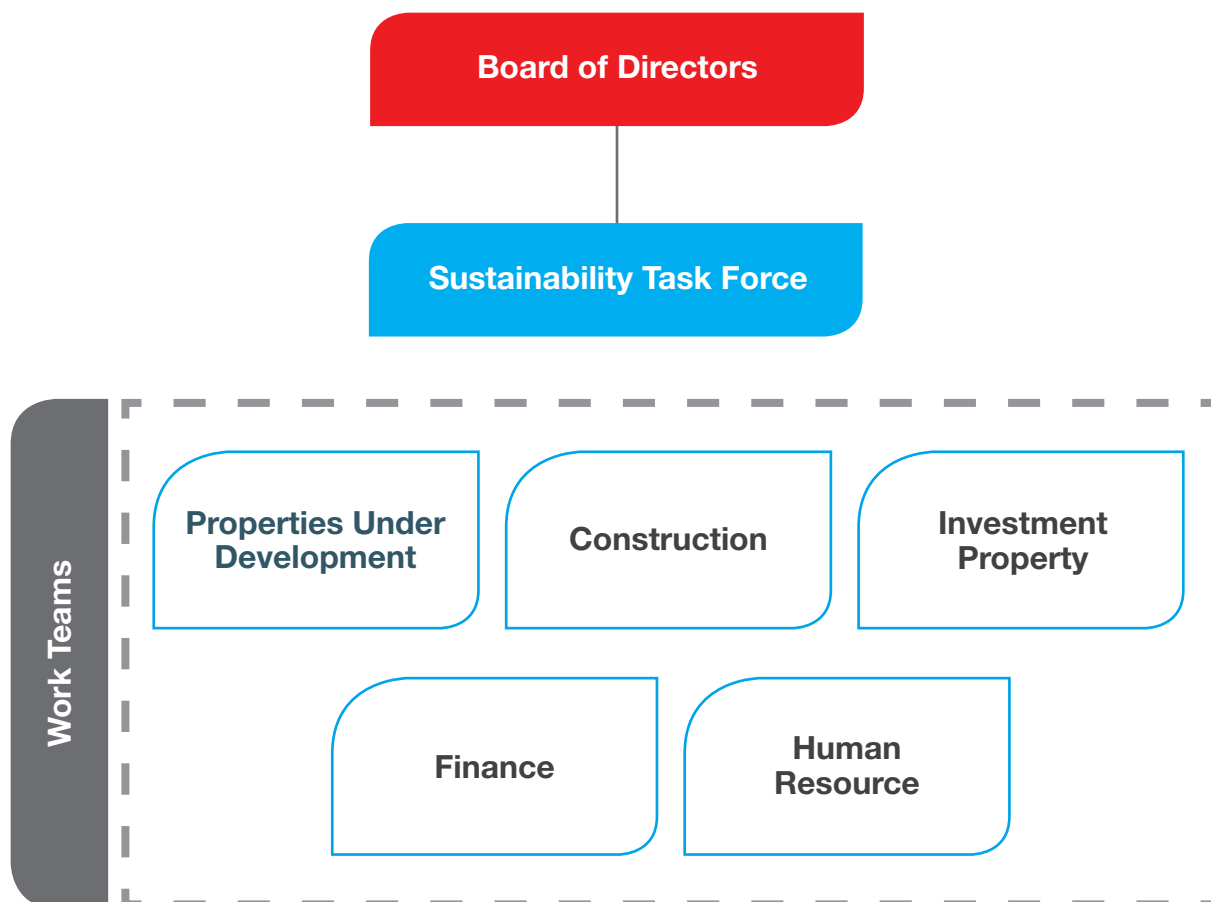 Board of Directors
Sustainability Task Force
Work Teams
Properties Under
Development
Construction
Investment
Property
Finance
Human
Resource